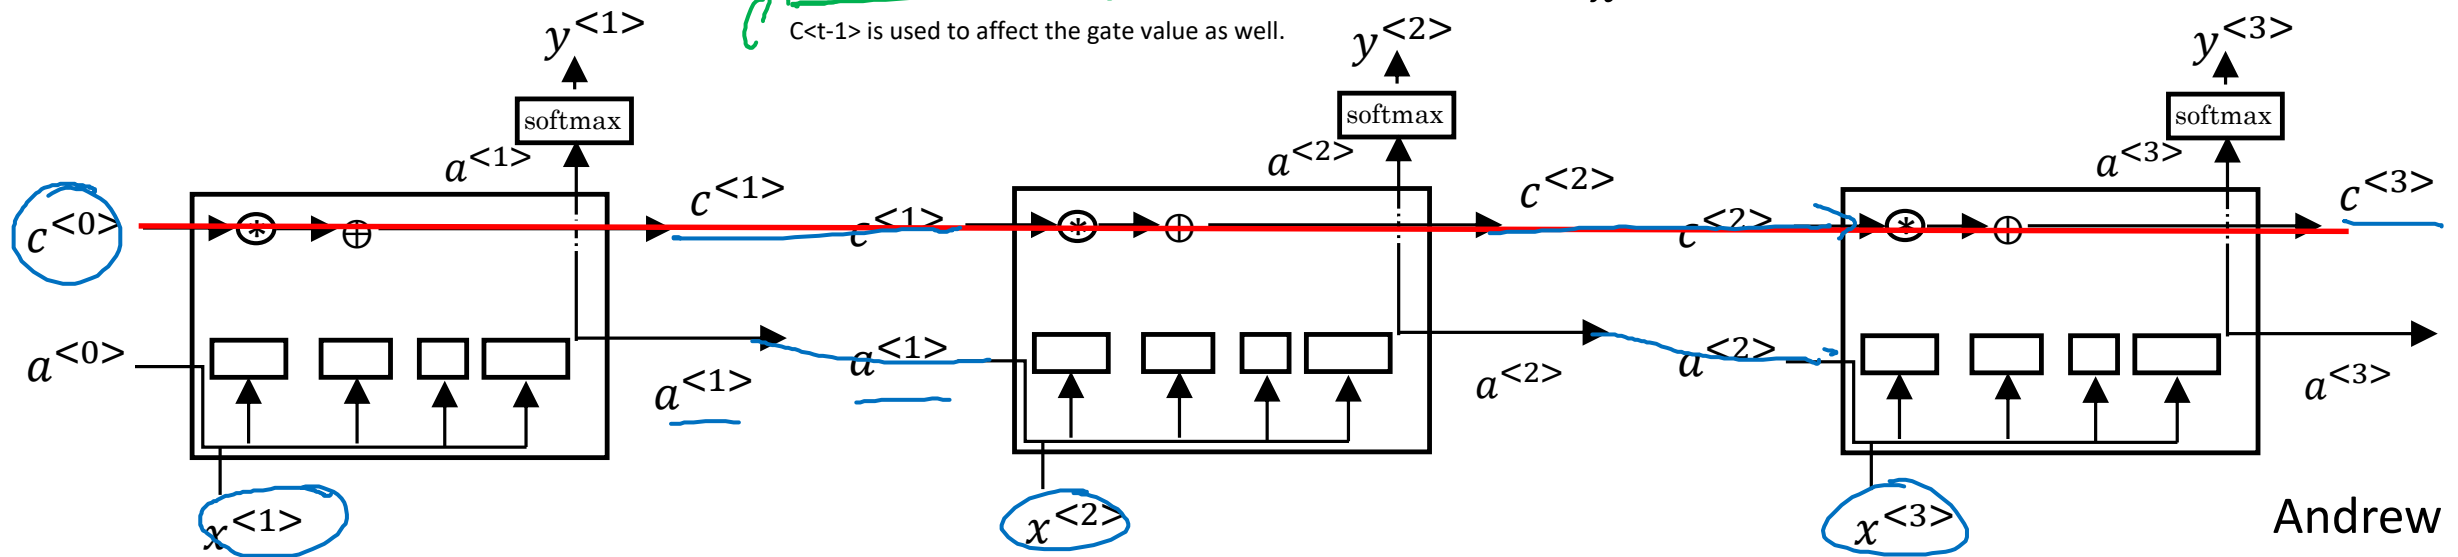 C<t-1> is used to affect the gate value as well.
y<1> y<2> y<3>
softmax softmax softmax
a<1> a<2> a<3>
c<0> c<1> c<1> c<2> c<2> c<3>
* * *
a<0> a<1> a<1> a<2> a<2> a<3>
x<1> x<2> x<3>
Andrew